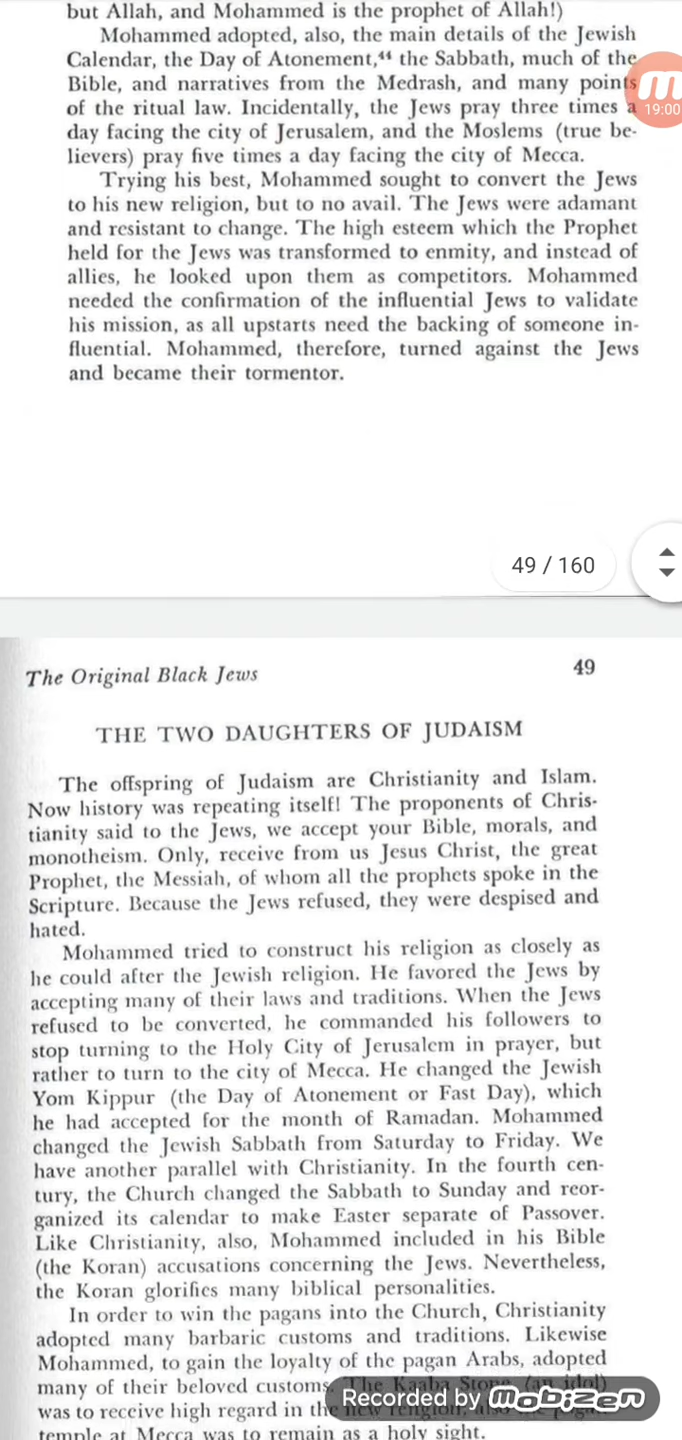 but Allah, and Mohammed is the prophet of Allah!)
Mohammed adopted, also, the main details of the Jewish
Calendar, the Day of Atonement,⁴⁴ the Sabbath, much of the
Bible, and narratives from the Medrash, and many points
of the ritual law. Incidentally, the Jews pray three times a
day facing the city of Jerusalem, and the Moslems (true be-
lievers) pray five times a day facing the city of Mecca.
Trying his best, Mohammed sought to convert the Jews
to his new religion, but to no avail. The Jews were adamant
and resistant to change. The high esteem which the Prophet
held for the Jews was transformed to enmity, and instead of
allies, he looked upon them as competitors. Mohammed
needed the confirmation of the influential Jews to validate
his mission, as all upstarts need the backing of someone in-
fluential. Mohammed, therefore, turned against the Jews
and became their tormentor.
19:00
49 / 160
The Original Black Jews 49
THE TWO DAUGHTERS OF JUDAISM
The offspring of Judaism are Christianity and Islam.
Now history was repeating itself! The proponents of Chris-
tianity said to the Jews, we accept your Bible, morals, and
monotheism. Only, receive from us Jesus Christ, the great
Prophet, the Messiah, of whom all the prophets spoke in the
Scripture. Because the Jews refused, they were despised and
hated.
Mohammed tried to construct his religion as closely as
he could after the Jewish religion. He favored the Jews by
accepting many of their laws and traditions. When the Jews
refused to be converted, he commanded his followers to
stop turning to the Holy City of Jerusalem in prayer, but
rather to turn to the city of Mecca. He changed the Jewish
Yom Kippur (the Day of Atonement or Fast Day), which
he had accepted for the month of Ramadan. Mohammed
changed the Jewish Sabbath from Saturday to Friday. We
have another parallel with Christianity. In the fourth cen-
tury, the Church changed the Sabbath to Sunday and reor-
ganized its calendar to make Easter separate of Passover.
Like Christianity, also, Mohammed included in his Bible
(the Koran) accusations concerning the Jews. Nevertheless,
the Koran glorifies many biblical personalities.
In order to win the pagans into the Church, Christianity
adopted many barbaric customs and traditions. Likewise
Mohammed, to gain the loyalty of the pagan Arabs, adopted
many of their beloved customs. The Kaaba Stone (an idol)
was to receive high regard in the new religion, also the
temple at Mecca was to remain as a holy sight.
Recorded by Mobizen